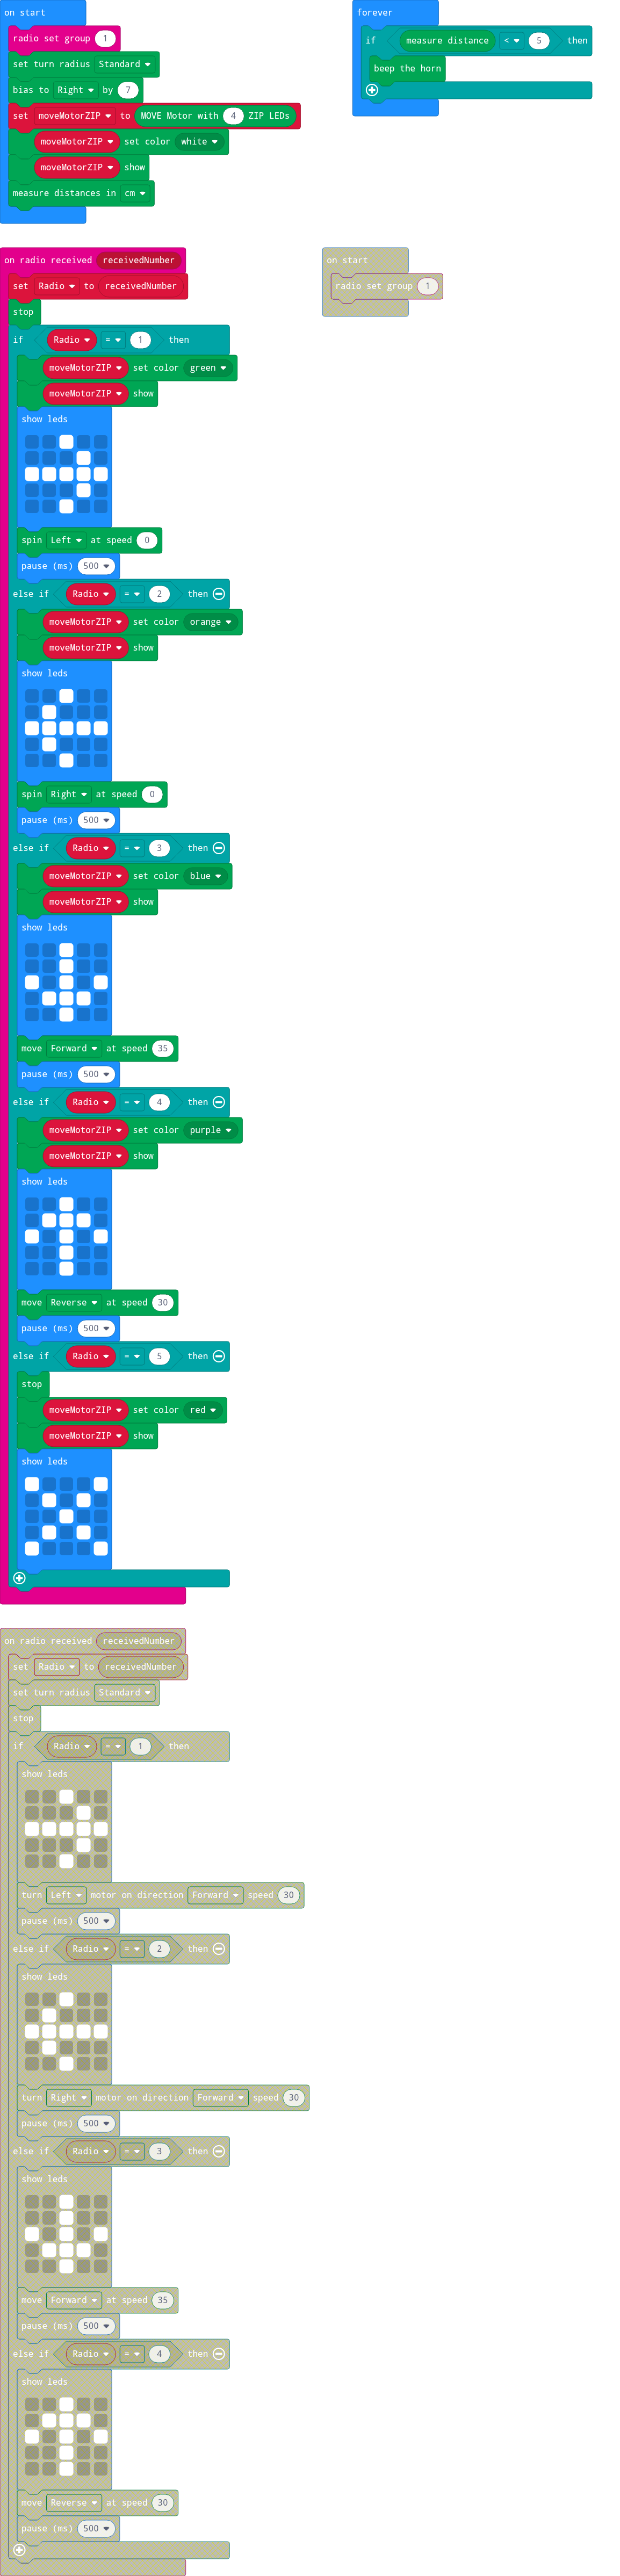 on start
radio set group 1
set turn radius Standard
bias to Right by 7
set moveMotorZIP to MOVE Motor with 4 ZIP LEDs
moveMotorZIP set color white
moveMotorZIP show
measure distances in cm
forever
if measure distance < 5 then
beep the horn
on radio received receivedNumber
set Radio to receivedNumber
stop
if Radio = 1 then
moveMotorZIP set color green
moveMotorZIP show
show leds
spin Left at speed 0
pause (ms) 500
else if Radio = 2 then
moveMotorZIP set color orange
moveMotorZIP show
show leds
spin Right at speed 0
pause (ms) 500
else if Radio = 3 then
moveMotorZIP set color blue
moveMotorZIP show
show leds
move Forward at speed 35
pause (ms) 500
else if Radio = 4 then
moveMotorZIP set color purple
moveMotorZIP show
show leds
move Reverse at speed 30
pause (ms) 500
else if Radio = 5 then
stop
moveMotorZIP set color red
moveMotorZIP show
show leds
on start
radio set group 1
on radio received receivedNumber
set Radio to receivedNumber
set turn radius Standard
stop
if Radio = 1 then
show leds
turn Left motor on direction Forward speed 30
pause (ms) 500
else if Radio = 2 then
show leds
turn Right motor on direction Forward speed 30
pause (ms) 500
else if Radio = 3 then
show leds
move Forward at speed 35
pause (ms) 500
else if Radio = 4 then
show leds
move Reverse at speed 30
pause (ms) 500